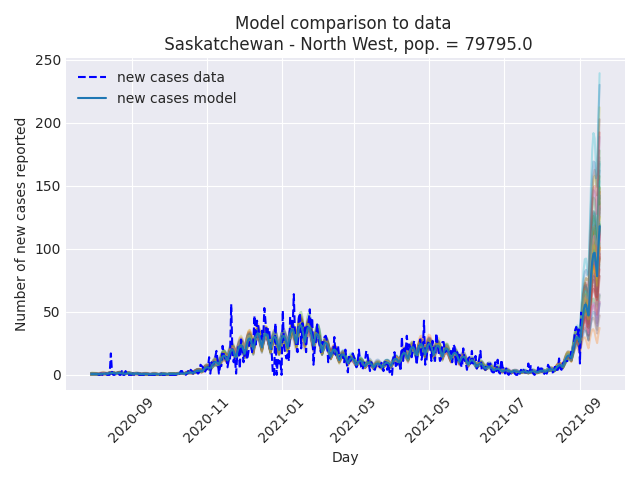 Model comparison to data
Saskatchewan - North West, pop. = 79795.0
new cases data
new cases model
Number of new cases reported
250
200
150
100
50
0
2020-09
2020-11
2021-01
2021-03
2021-05
2021-07
2021-09
Day